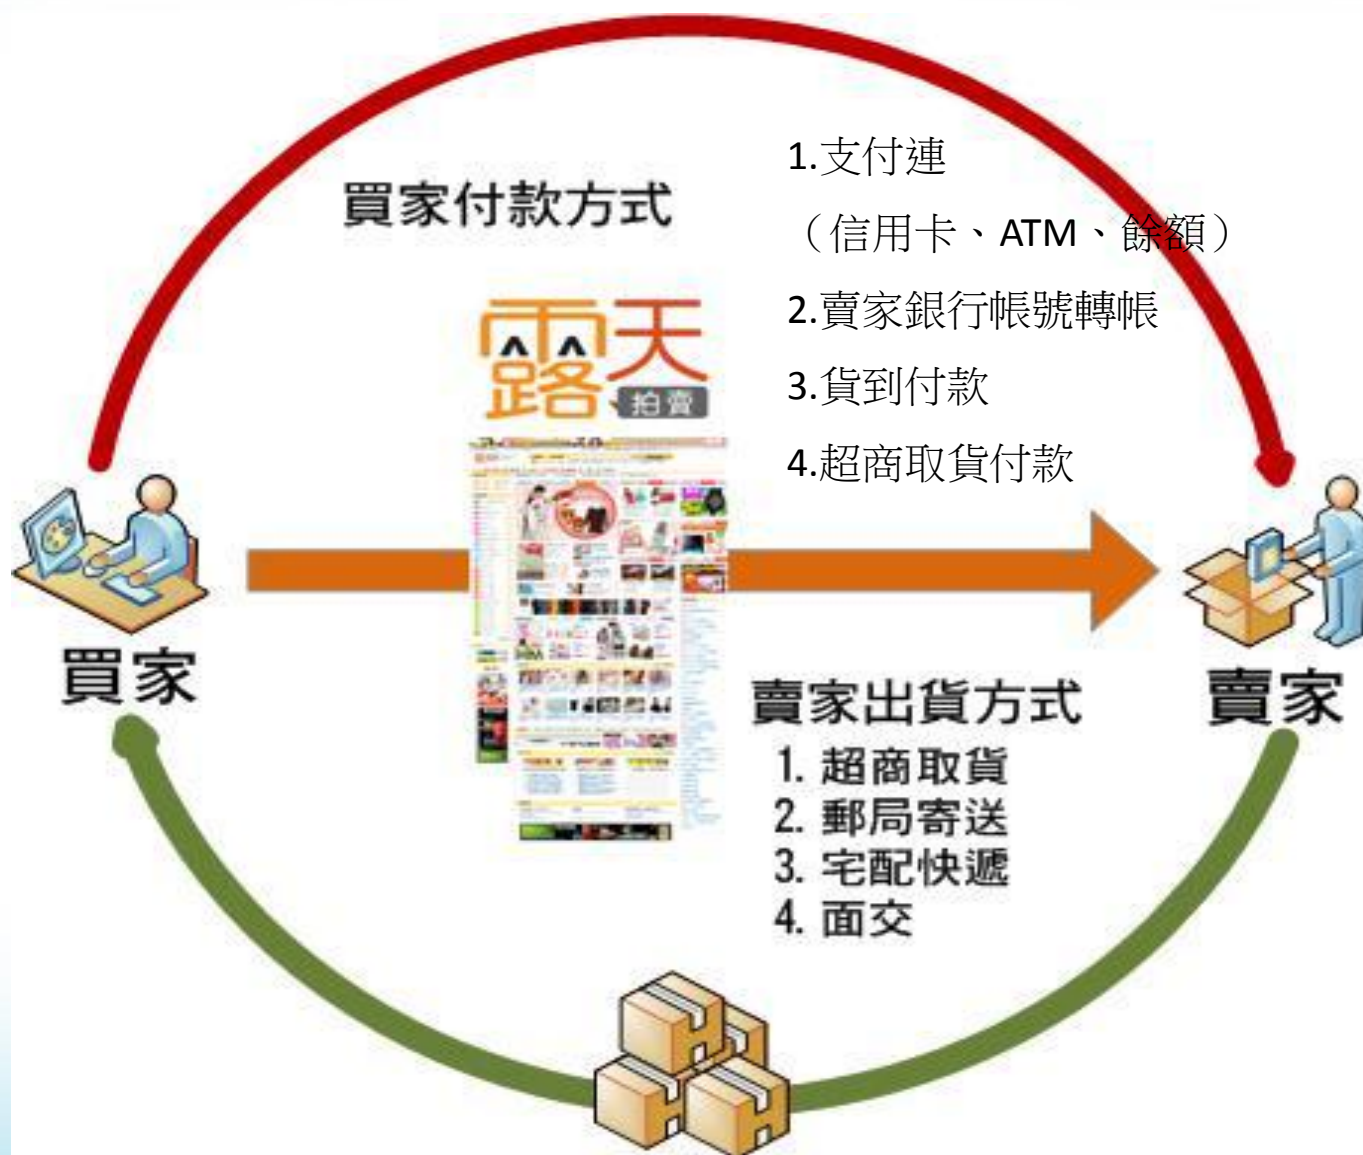 買家付款方式
1.支付連
（信用卡、ATM、餘額）
2.賣家銀行帳號轉帳
3.貨到付款
4.超商取貨付款
露天
拍賣
買家
賣家
賣家出貨方式
1. 超商取貨
2. 郵局寄送
3. 宅配快遞
4. 面交